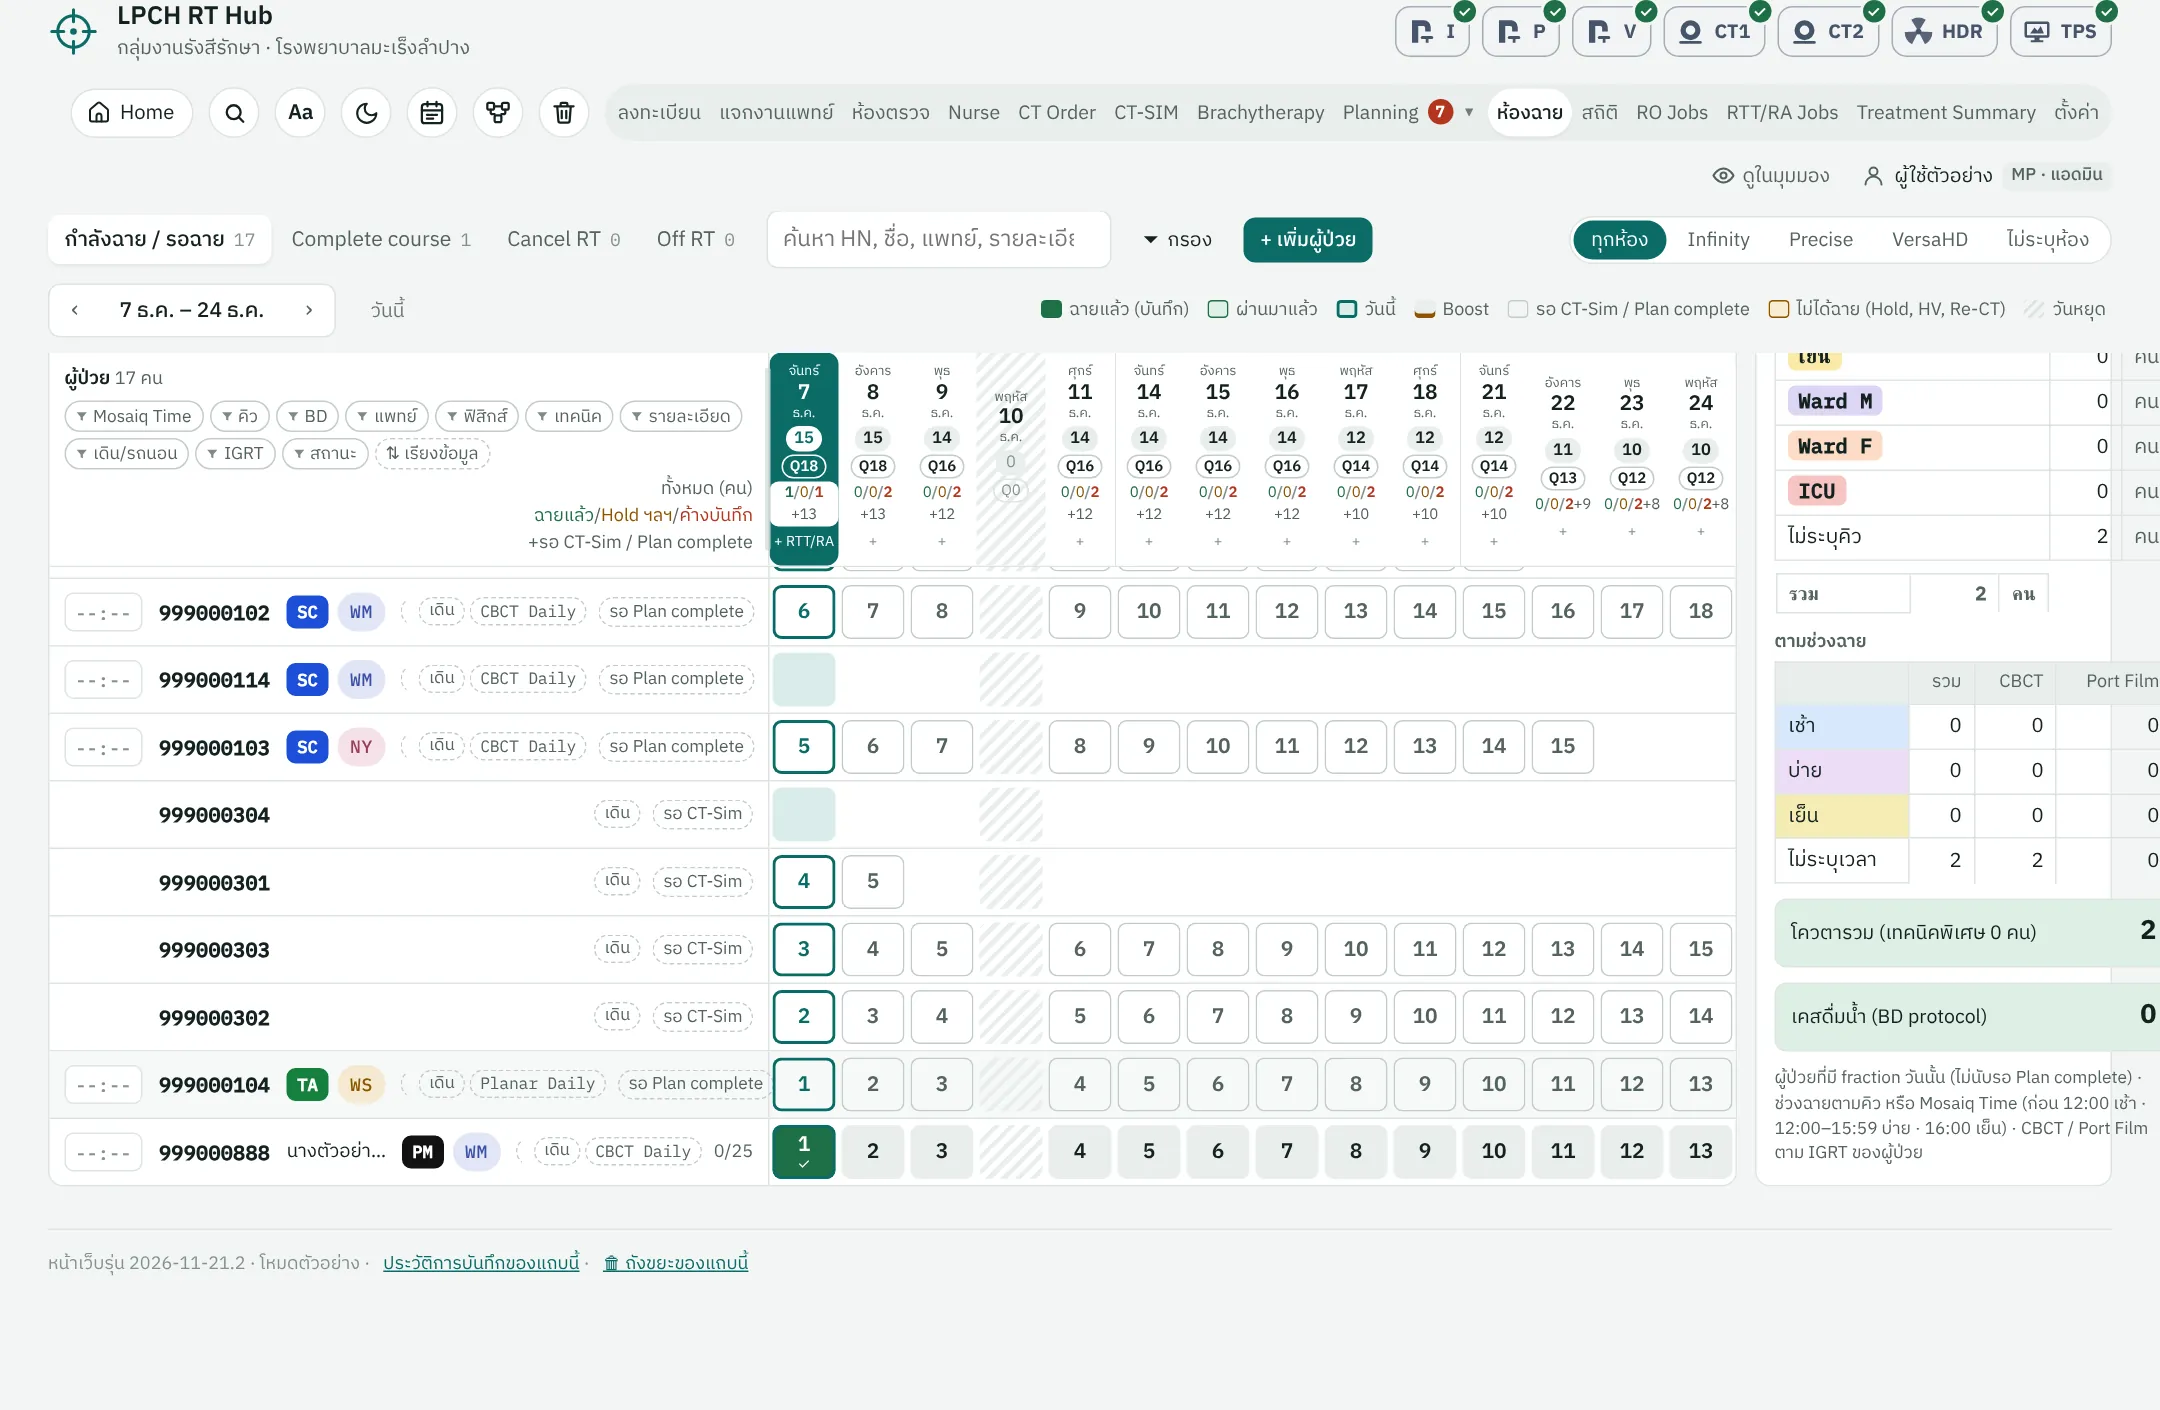 LPCH RT Hub
กลุ่มงานรังสีรักษา · โรงพยาบาลมะเร็งลำปาง
I P V CT1 CT2 HDR TPS
Home Aa ลงทะเบียน แจกงานแพทย์ ห้องตรวจ Nurse CT Order CT-SIM Brachytherapy Planning 7 ▾ ห้องฉาย สถิติ RO Jobs RTT/RA Jobs Treatment Summary ตั้งค่า
ดูในมุมมอง ผู้ใช้ตัวอย่าง MP · แอดมิน
กำลังฉาย / รอฉาย 17 Complete course 1 Cancel RT 0 Off RT 0 ค้นหา HN, ชื่อ, แพทย์, รายละเอีย ▾ กรอง + เพิ่มผู้ป่วย ทุกห้อง Infinity Precise VersaHD ไม่ระบุห้อง
‹ 7 ธ.ค. – 24 ธ.ค. › วันนี้ ฉายแล้ว (บันทึก) ผ่านมาแล้ว วันนี้ Boost รอ CT-Sim / Plan complete ไม่ได้ฉาย (Hold, HV, Re-CT) วันหยุด
ผู้ป่วย 17 คน
▾ Mosaiq Time ▾ คิว ▾ BD ▾ แพทย์ ▾ ฟิสิกส์ ▾ เทคนิค ▾ รายละเอียด
▾ เดิน/รถนอน ▾ IGRT ▾ สถานะ ⇅ เรียงข้อมูล
ทั้งหมด (คน)
ฉายแล้ว/Hold ฯลฯ/ค้างบันทึก
+รอ CT-Sim / Plan complete
จันทร์ 7 ธ.ค. 15 Q18 1/0/1 +13 + RTT/RA
อังคาร 8 ธ.ค. 15 Q18 0/0/2 +13 +
พุธ 9 ธ.ค. 14 Q16 0/0/2 +12 +
พฤหัส 10 ธ.ค. 0 Q0
ศุกร์ 11 ธ.ค. 14 Q16 0/0/2 +12 +
จันทร์ 14 ธ.ค. 14 Q16 0/0/2 +12 +
อังคาร 15 ธ.ค. 14 Q16 0/0/2 +12 +
พุธ 16 ธ.ค. 14 Q16 0/0/2 +12 +
พฤหัส 17 ธ.ค. 12 Q14 0/0/2 +10 +
ศุกร์ 18 ธ.ค. 12 Q14 0/0/2 +10 +
จันทร์ 21 ธ.ค. 12 Q14 0/0/2 +10 +
อังคาร 22 ธ.ค. 11 Q13 0/0/2+9 +
พุธ 23 ธ.ค. 10 Q12 0/0/2+8 +
พฤหัส 24 ธ.ค. 10 Q12 0/0/2+8 +
--:-- 999000102 SC WM เดิน CBCT Daily รอ Plan complete 6 7 8 9 10 11 12 13 14 15 16 17 18
--:-- 999000114 SC WM เดิน CBCT Daily รอ Plan complete
--:-- 999000103 SC NY เดิน CBCT Daily รอ Plan complete 5 6 7 8 9 10 11 12 13 14 15
999000304 เดิน รอ CT-Sim
999000301 เดิน รอ CT-Sim 4 5
999000303 เดิน รอ CT-Sim 3 4 5 6 7 8 9 10 11 12 13 14 15
999000302 เดิน รอ CT-Sim 2 3 4 5 6 7 8 9 10 11 12 13 14
--:-- 999000104 TA WS เดิน Planar Daily รอ Plan complete 1 2 3 4 5 6 7 8 9 10 11 12 13
--:-- 999000888 นางตัวอย่า... PM WM เดิน CBCT Daily 0/25 1 ✓ 2 3 4 5 6 7 8 9 10 11 12 13
เย็น 0 คน
Ward M 0 คน
Ward F 0 คน
ICU 0 คน
ไม่ระบุคิว 2 คน
รวม 2 คน
ตามช่วงฉาย
รวม CBCT Port Film
เช้า 0 0 0
บ่าย 0 0 0
เย็น 0 0 0
ไม่ระบุเวลา 2 2 0
โควตารวม (เทคนิคพิเศษ 0 คน) 2
เคสดื่มน้ำ (BD protocol) 0
ผู้ป่วยที่มี fraction วันนั้น (ไม่นับรอ Plan complete) ·
ช่วงฉายตามคิว หรือ Mosaiq Time (ก่อน 12:00 เช้า ·
12:00–15:59 บ่าย · 16:00 เย็น) · CBCT / Port Film
ตาม IGRT ของผู้ป่วย
หน้าเว็บรุ่น 2026-11-21.2 · โหมดตัวอย่าง · ประวัติการบันทึกของแถบนี้ · ถังขยะของแถบนี้